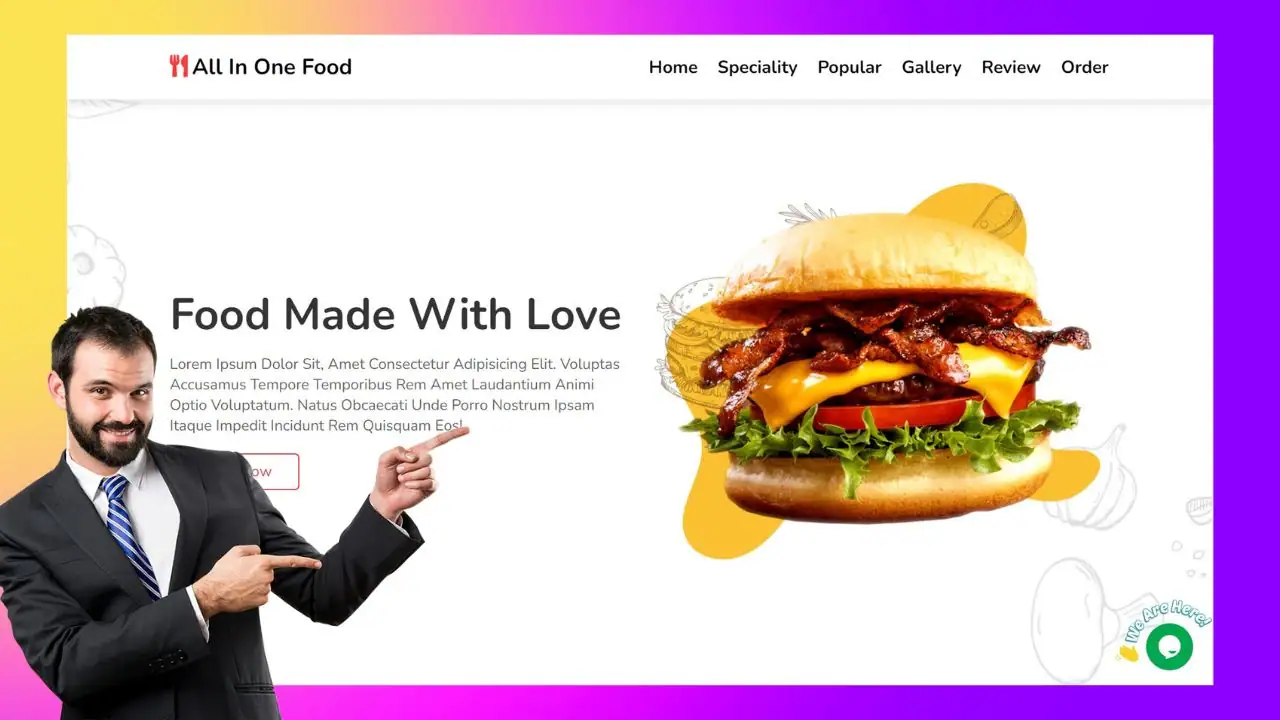 All In One Food
Home Speciality Popular Gallery Review Order
Food Made With Love
Lorem Ipsum Dolor Sit, Amet Consectetur Adipisicing Elit. Voluptas
Accusamus Tempore Temporibus Rem Amet Laudantium Animi
Optio Voluptatum. Natus Obcaecati Unde Porro Nostrum Ipsam
Itaque Impedit Incidunt Rem Quisquam Eos!
We Are Here!